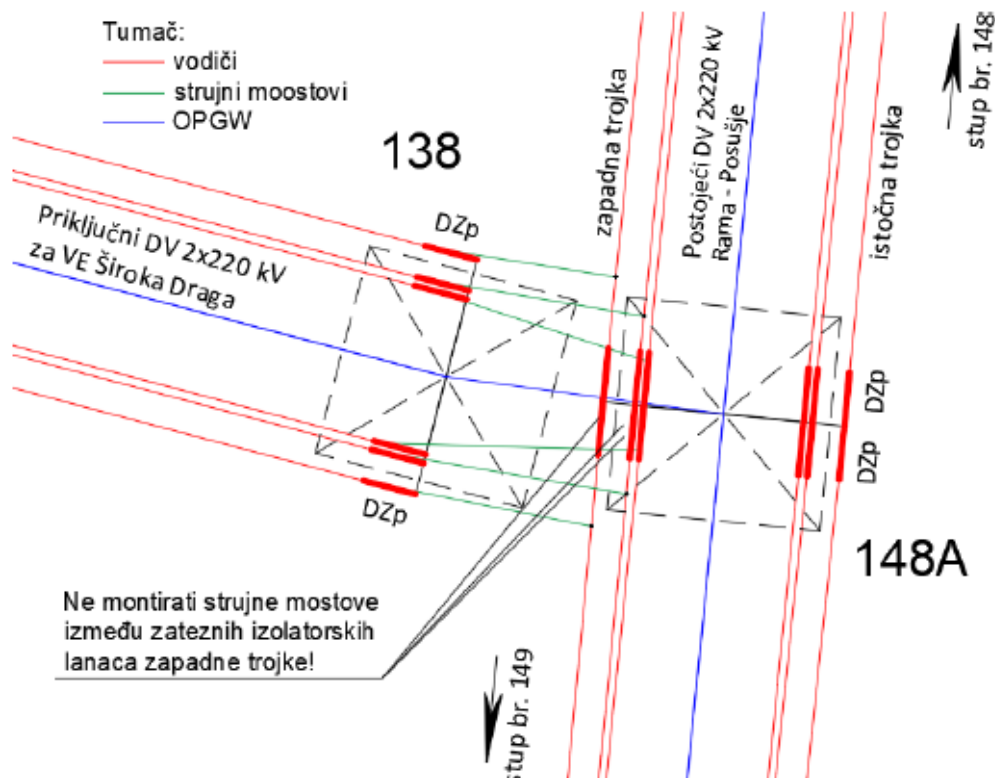 Tumač:
vodiči
strujni moostovi
OPGW
138
DZp
Priključni DV 2x220 kV
za VE Široka Draga
DZp
zapadna trojka
Postojeći DV 2x220 kV
Rama - Posušje
istočna trojka
stup br. 148
DZp
DZp
148A
Ne montirati strujne mostove
između zateznih izolatorskih
lanaca zapadne trojke!
stup br. 149